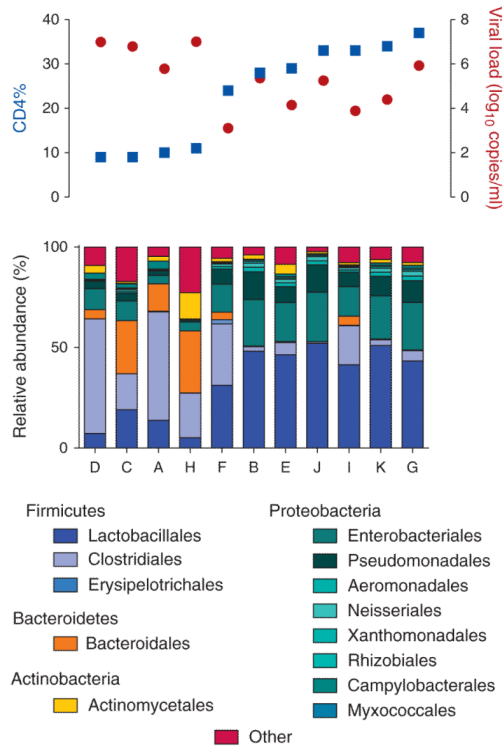 40
30
20
10
0
CD4%
8
6
4
2
0
Viral load (log10 copies/ml)
100
50
0
Relative abundance (%)
D C A H F B E J I K G
Firmicutes
Lactobacillales
Clostridiales
Erysipelotrichales
Bacteroidetes
Bacteroidales
Actinobacteria
Actinomycetales
Proteobacteria
Enterobacteriales
Pseudomonadales
Aeromonadales
Neisseriales
Xanthomonadales
Rhizobiales
Campylobacterales
Myxococcales
Other